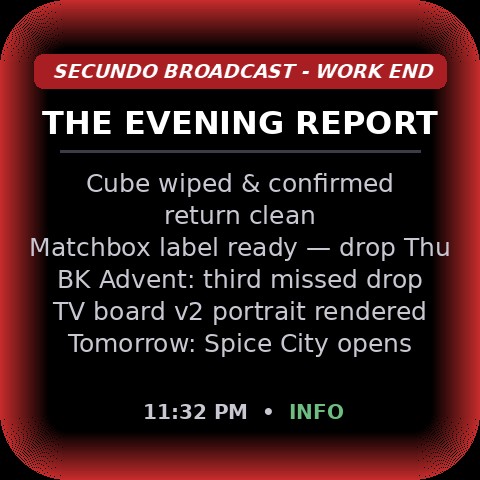 SECUNDO BROADCAST - WORK END
THE EVENING REPORT
Cube wiped & confirmed
return clean
Matchbox label ready — drop Thu
BK Advent: third missed drop
TV board v2 portrait rendered
Tomorrow: Spice City opens
11:32 PM • INFO